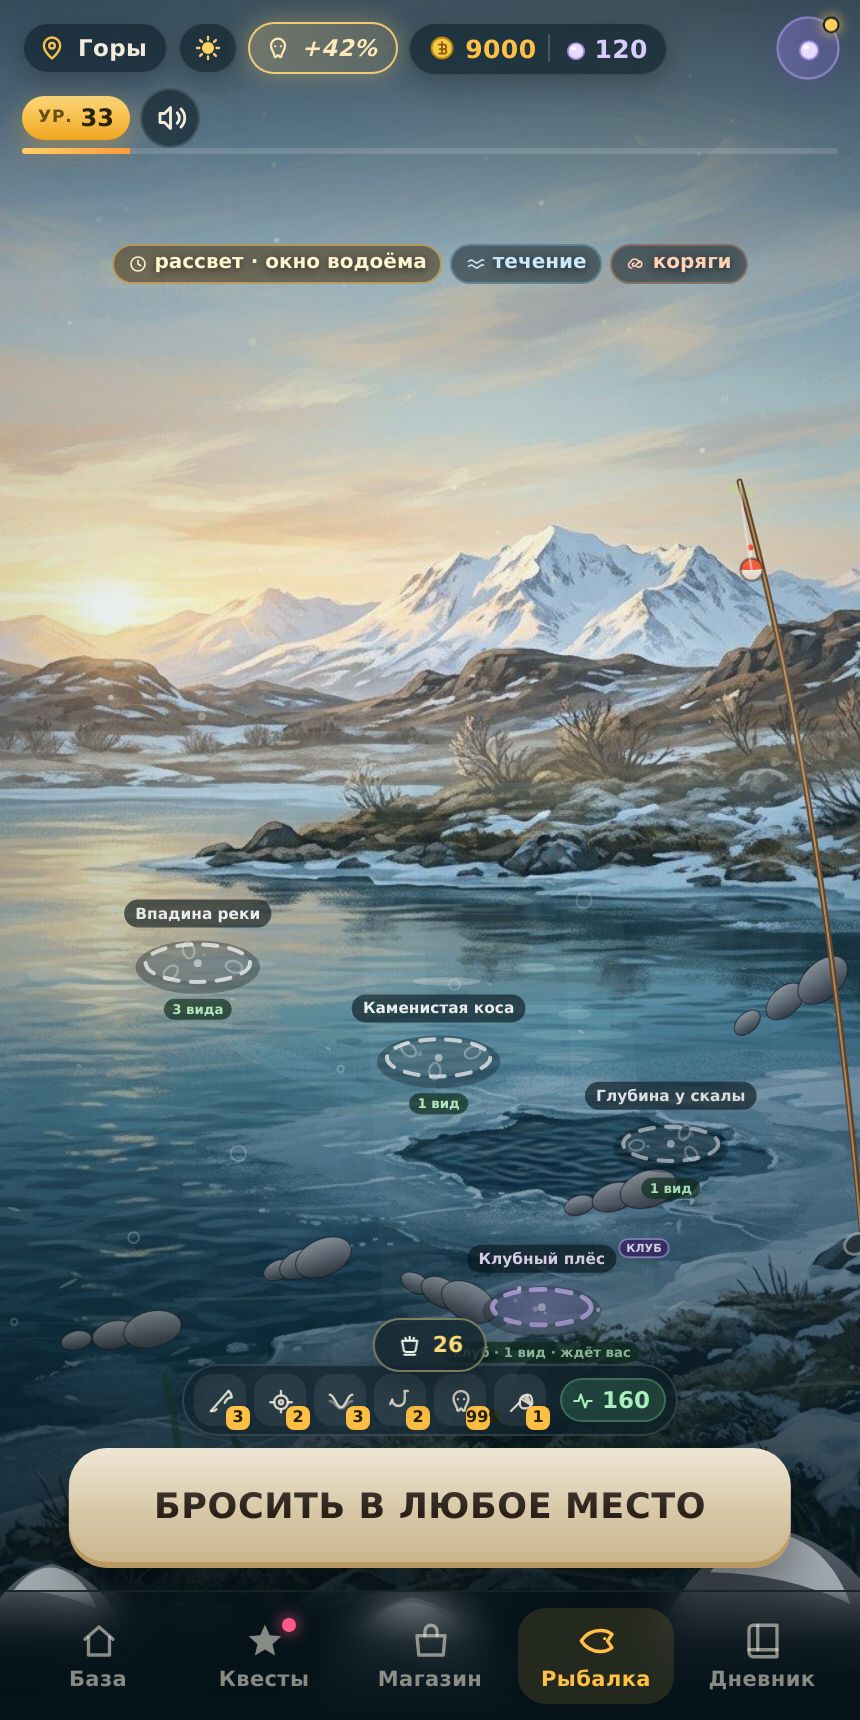 Горы
+42%
9000
120
УР. 33
рассвет · окно водоёма
течение
коряги
Впадина реки
3 вида
Каменистая коса
1 вид
Глубина у скалы
1 вид
Клубный плёс
КЛУБ
· 1 вид · ждёт вас
26
3
2
3
2
99
1
160
БРОСИТЬ В ЛЮБОЕ МЕСТО
База
Квесты
Магазин
Рыбалка
Дневник